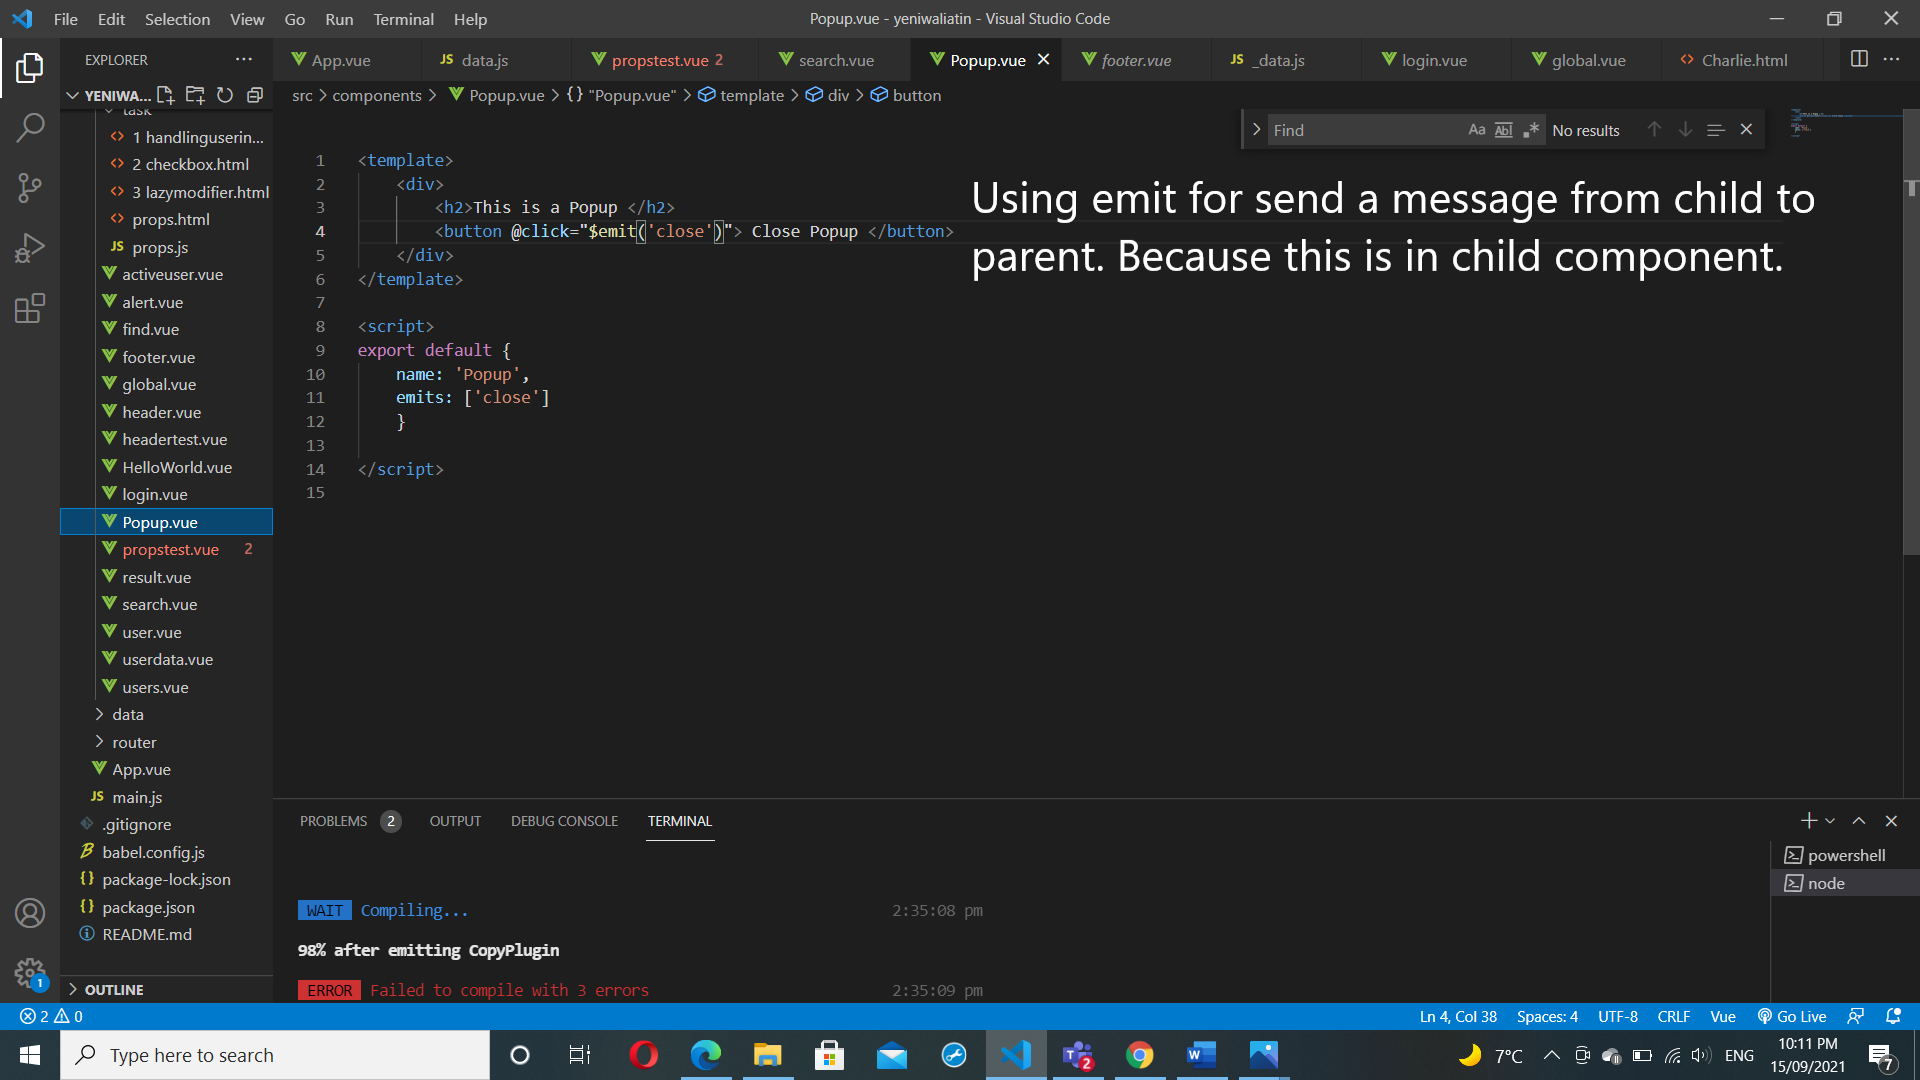 File Edit Selection View Go Run Terminal Help
Popup.vue - yeniwaliatin - Visual Studio Code
EXPLORER
App.vue
JS data.js
propstest.vue 2
search.vue
Popup.vue
footer.vue
JS _data.js
login.vue
global.vue
Charlie.html
YENIWA...
src > components > Popup.vue > {} "Popup.vue" > template > div > button
Find
Aa Abl .* No results
task
1 handlinguserin...
2 checkbox.html
3 lazymodifier.html
props.html
JS props.js
activeuser.vue
alert.vue
find.vue
footer.vue
global.vue
header.vue
headertest.vue
HelloWorld.vue
login.vue
Popup.vue
propstest.vue 2
result.vue
search.vue
user.vue
userdata.vue
users.vue
data
router
App.vue
JS main.js
.gitignore
babel.config.js
{} package-lock.json
{} package.json
README.md
OUTLINE
1
1 <template>
2 <div>
3 <h2>This is a Popup </h2>
4 <button @click="$emit('close')"> Close Popup </button>
5 </div>
6 </template>
7
8 <script>
9 export default {
10 name: 'Popup',
11 emits: ['close']
12 }
13
14 </script>
15
Using emit for send a message from child to
parent. Because this is in child component.
PROBLEMS 2 OUTPUT DEBUG CONSOLE TERMINAL
powershell
node
WAIT Compiling... 2:35:08 pm
98% after emitting CopyPlugin
ERROR Failed to compile with 3 errors 2:35:09 pm
2 0
Ln 4, Col 38 Spaces: 4 UTF-8 CRLF Vue Go Live
Type here to search
T 2
W
7°C
ENG
10:11 PM
15/09/2021
7